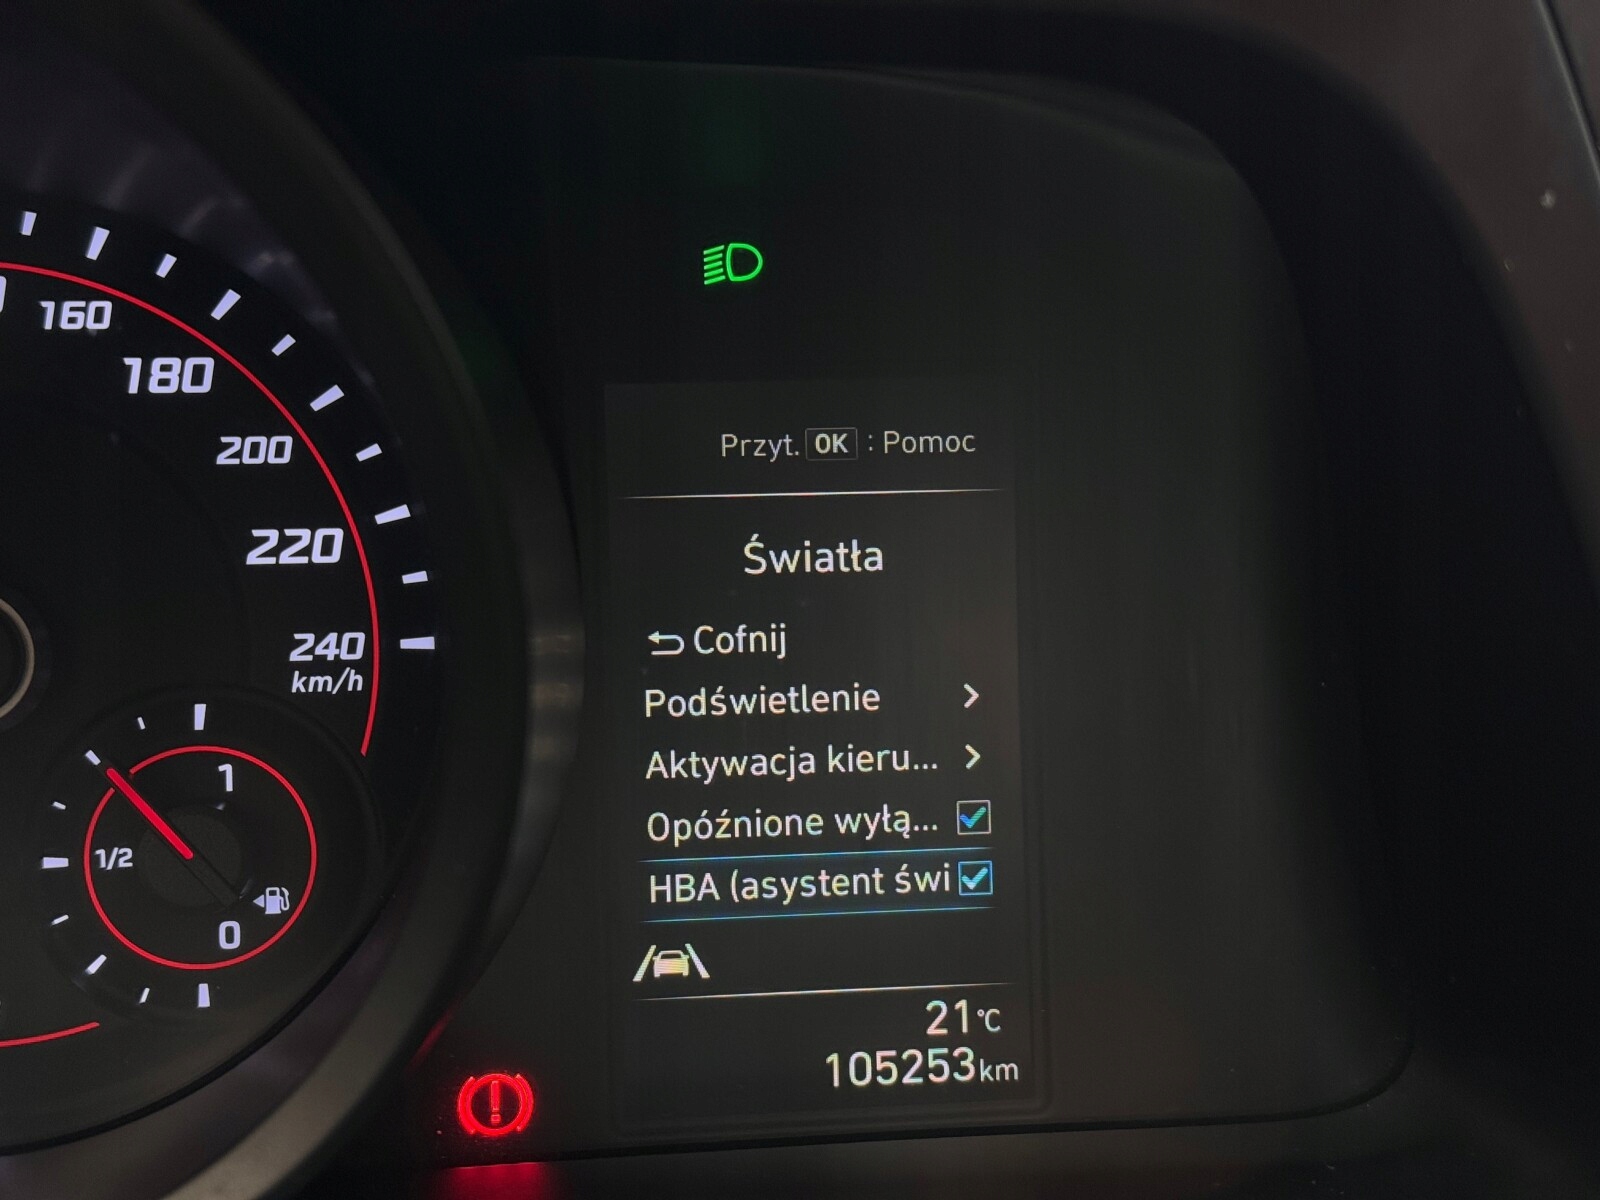 160
180
200
220
240
km/h
1
1/2
0
Przyt. OK : Pomoc
Światła
Cofnij
Podświetlenie
Aktywacja kieru...
Opóźnione wyłą...
HBA (asystent świ
21°C
105253km